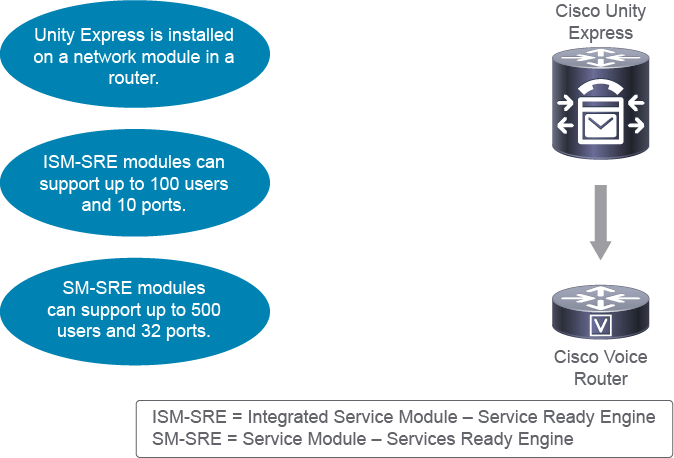 Unity Express is installed
on a network module in a
router.
Cisco Unity
Express
ISM-SRE modules can
support up to 100 users
and 10 ports.
SM-SRE modules
can support up to 500
users and 32 ports.
V
Cisco Voice
Router
ISM-SRE = Integrated Service Module – Service Ready Engine
SM-SRE = Service Module – Services Ready Engine